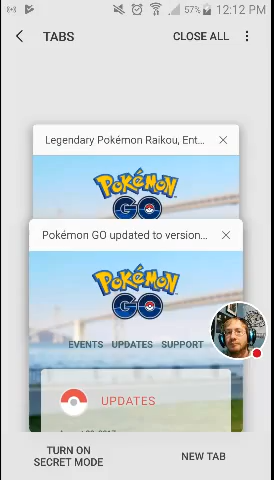 57% 12:12 PM
TABS CLOSE ALL
Legendary Pokémon Raikou, Ent...
POKÉMON
GO
Pokémon GO updated to version...
POKÉMON
GO
EVENTS UPDATES SUPPORT
UPDATES
TURN ON
SECRET MODE
NEW TAB